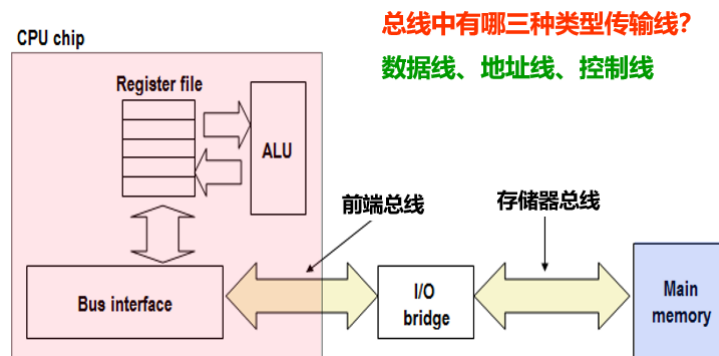 总线中有哪三种类型传输线?
数据线、地址线、控制线
CPU chip
Register file
ALU
前端总线
存储器总线
Bus interface
I/O
bridge
Main
memory